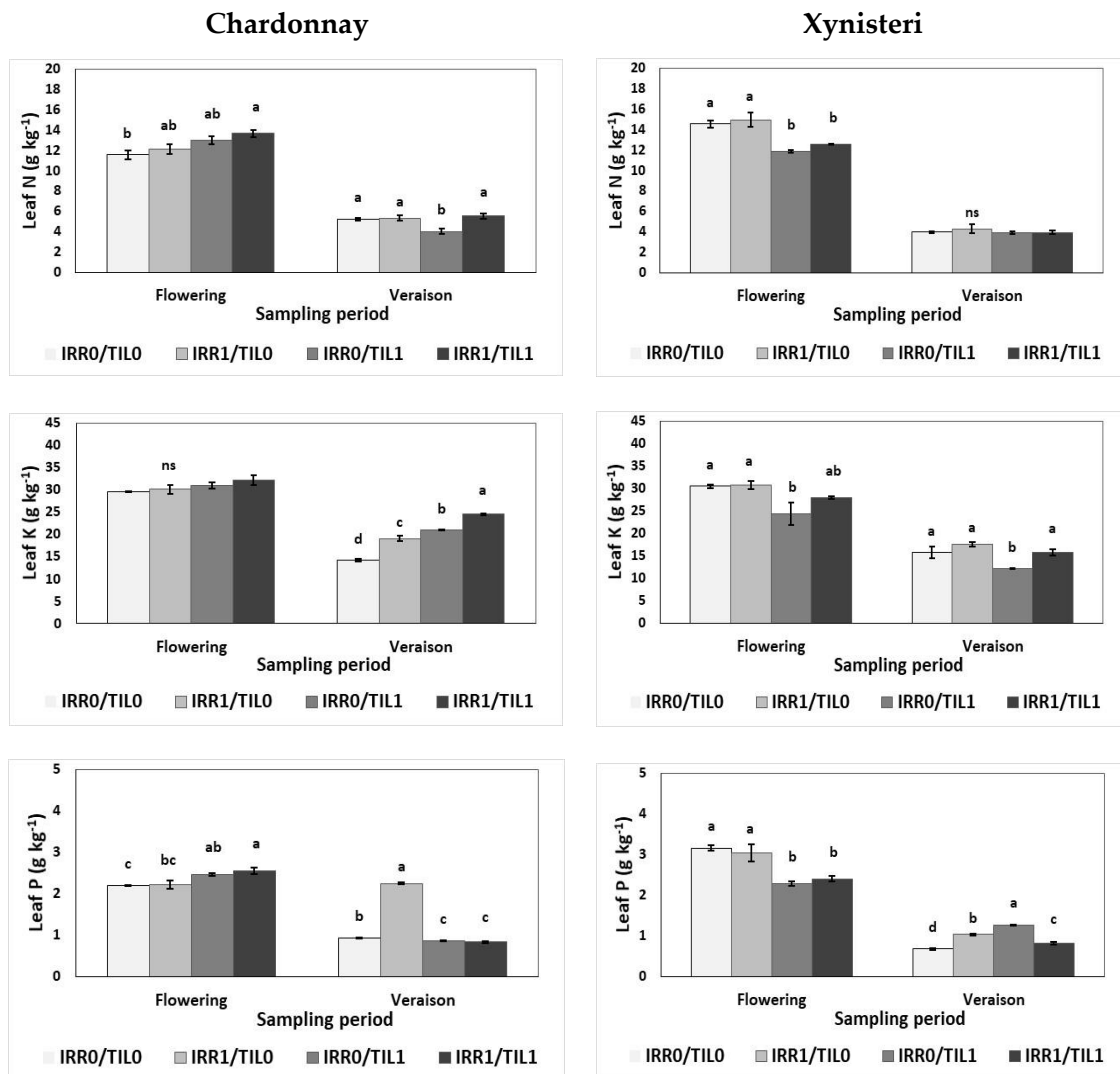 Chardonnay
Xynisteri
20
18
16
14
12
10
8
6
4
2
0
Leaf N (g kg⁻¹)
b ab ab a
a a b a
Flowering Veraison
Sampling period
IRR0/TIL0 IRR1/TIL0 IRR0/TIL1 IRR1/TIL1
20
18
16
14
12
10
8
6
4
2
0
Leaf N (g kg⁻¹)
a a b b
ns
Flowering Veraison
Sampling period
IRR0/TIL0 IRR1/TIL0 IRR0/TIL1 IRR1/TIL1
45
40
35
30
25
20
15
10
5
0
Leaf K (g kg⁻¹)
ns
d c b a
Flowering Veraison
Sampling period
IRR0/TIL0 IRR1/TIL0 IRR0/TIL1 IRR1/TIL1
45
40
35
30
25
20
15
10
5
0
Leaf K (g kg⁻¹)
a a b ab
a a b a
Flowering Veraison
Sampling period
IRR0/TIL0 IRR1/TIL0 IRR0/TIL1 IRR1/TIL1
5
4
3
2
1
0
Leaf P (g kg⁻¹)
c bc ab a
b a c c
Flowering Veraison
Sampling period
IRR0/TIL0 IRR1/TIL0 IRR0/TIL1 IRR1/TIL1
5
4
3
2
1
0
Leaf P (g kg⁻¹)
a a b b
d b a c
Flowering Veraison
Sampling period
IRR0/TIL0 IRR1/TIL0 IRR0/TIL1 IRR1/TIL1